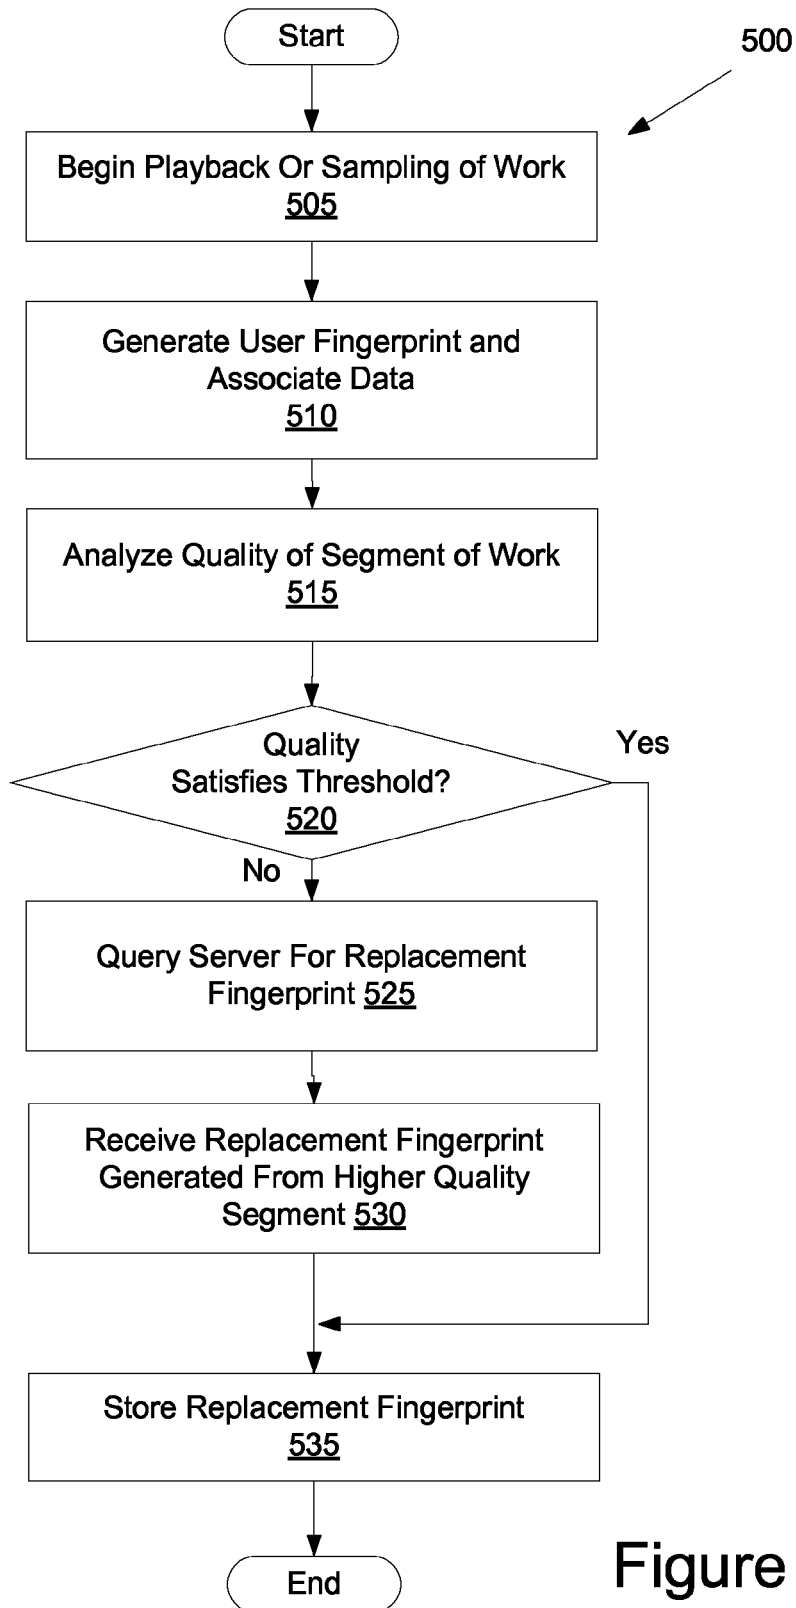 Start
500
Begin Playback Or Sampling of Work
505
Generate User Fingerprint and
Associate Data
510
Analyze Quality of Segment of Work
515
Quality
Satisfies Threshold?
520
Yes
No
Query Server For Replacement
Fingerprint 525
Receive Replacement Fingerprint
Generated From Higher Quality
Segment 530
Store Replacement Fingerprint
535
End
Figure